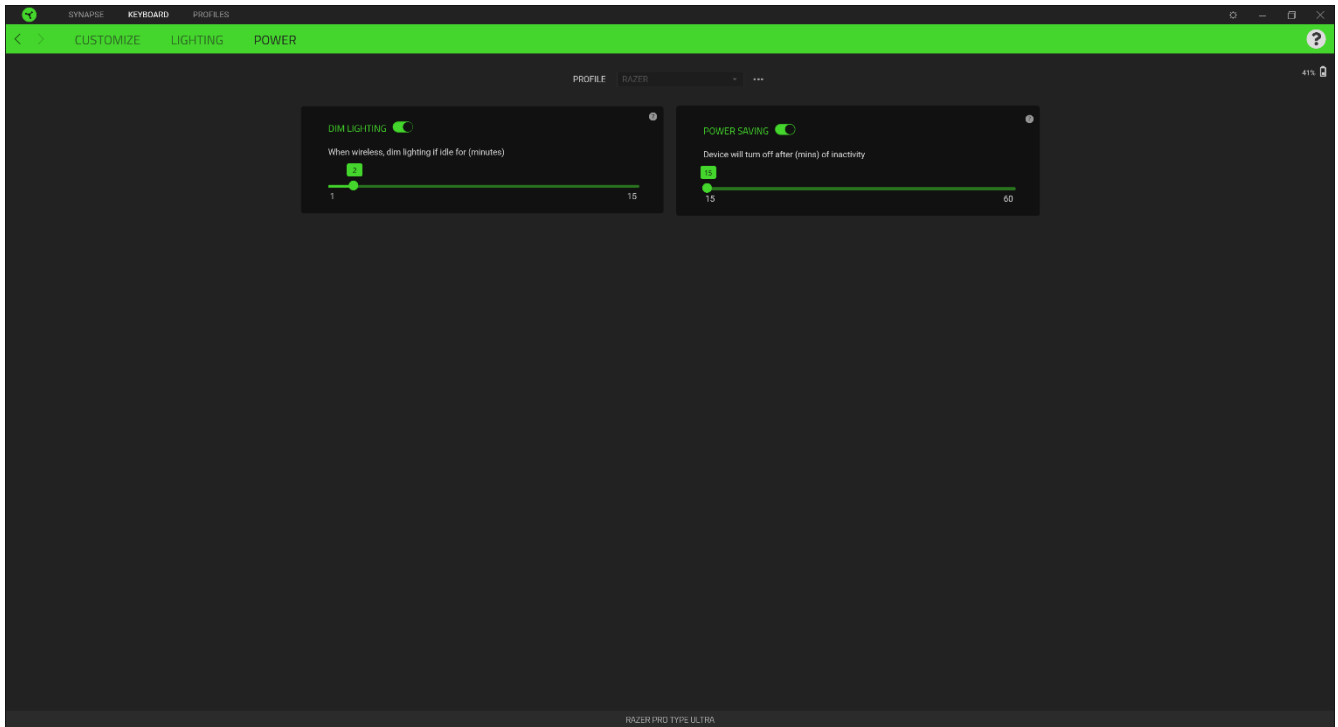 SYNAPSE KEYBOARD PROFILES
CUSTOMIZE LIGHTING POWER ?
PROFILE RAZER ...
41%
DIM LIGHTING ?
When wireless, dim lighting if idle for (minutes)
2
1 15
POWER SAVING ?
Device will turn off after (mins) of inactivity
15
15 60
RAZER PRO TYPE ULTRA